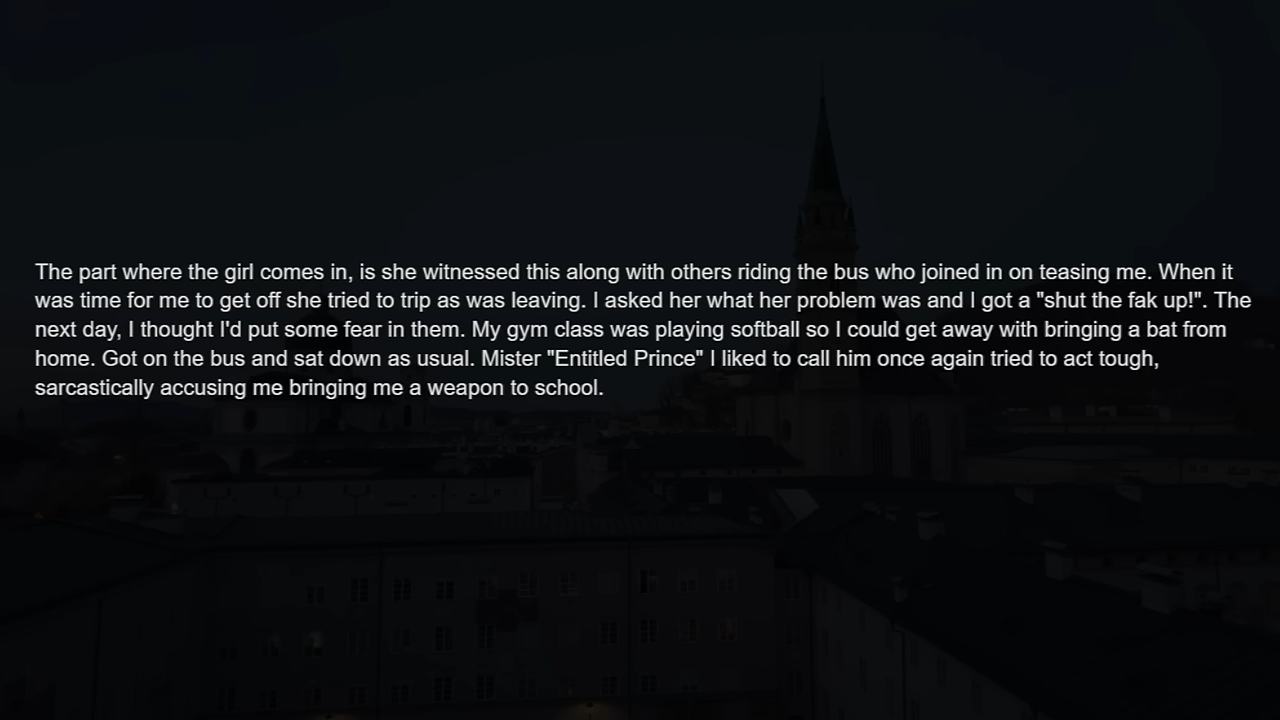 The part where the girl comes in, is she witnessed this along with others riding the bus who joined in on teasing me. When it
was time for me to get off she tried to trip as was leaving. I asked her what her problem was and I got a "shut the fak up!". The
next day, I thought I'd put some fear in them. My gym class was playing softball so I could get away with bringing a bat from
home. Got on the bus and sat down as usual. Mister "Entitled Prince" I liked to call him once again tried to act tough,
sarcastically accusing me bringing me a weapon to school.